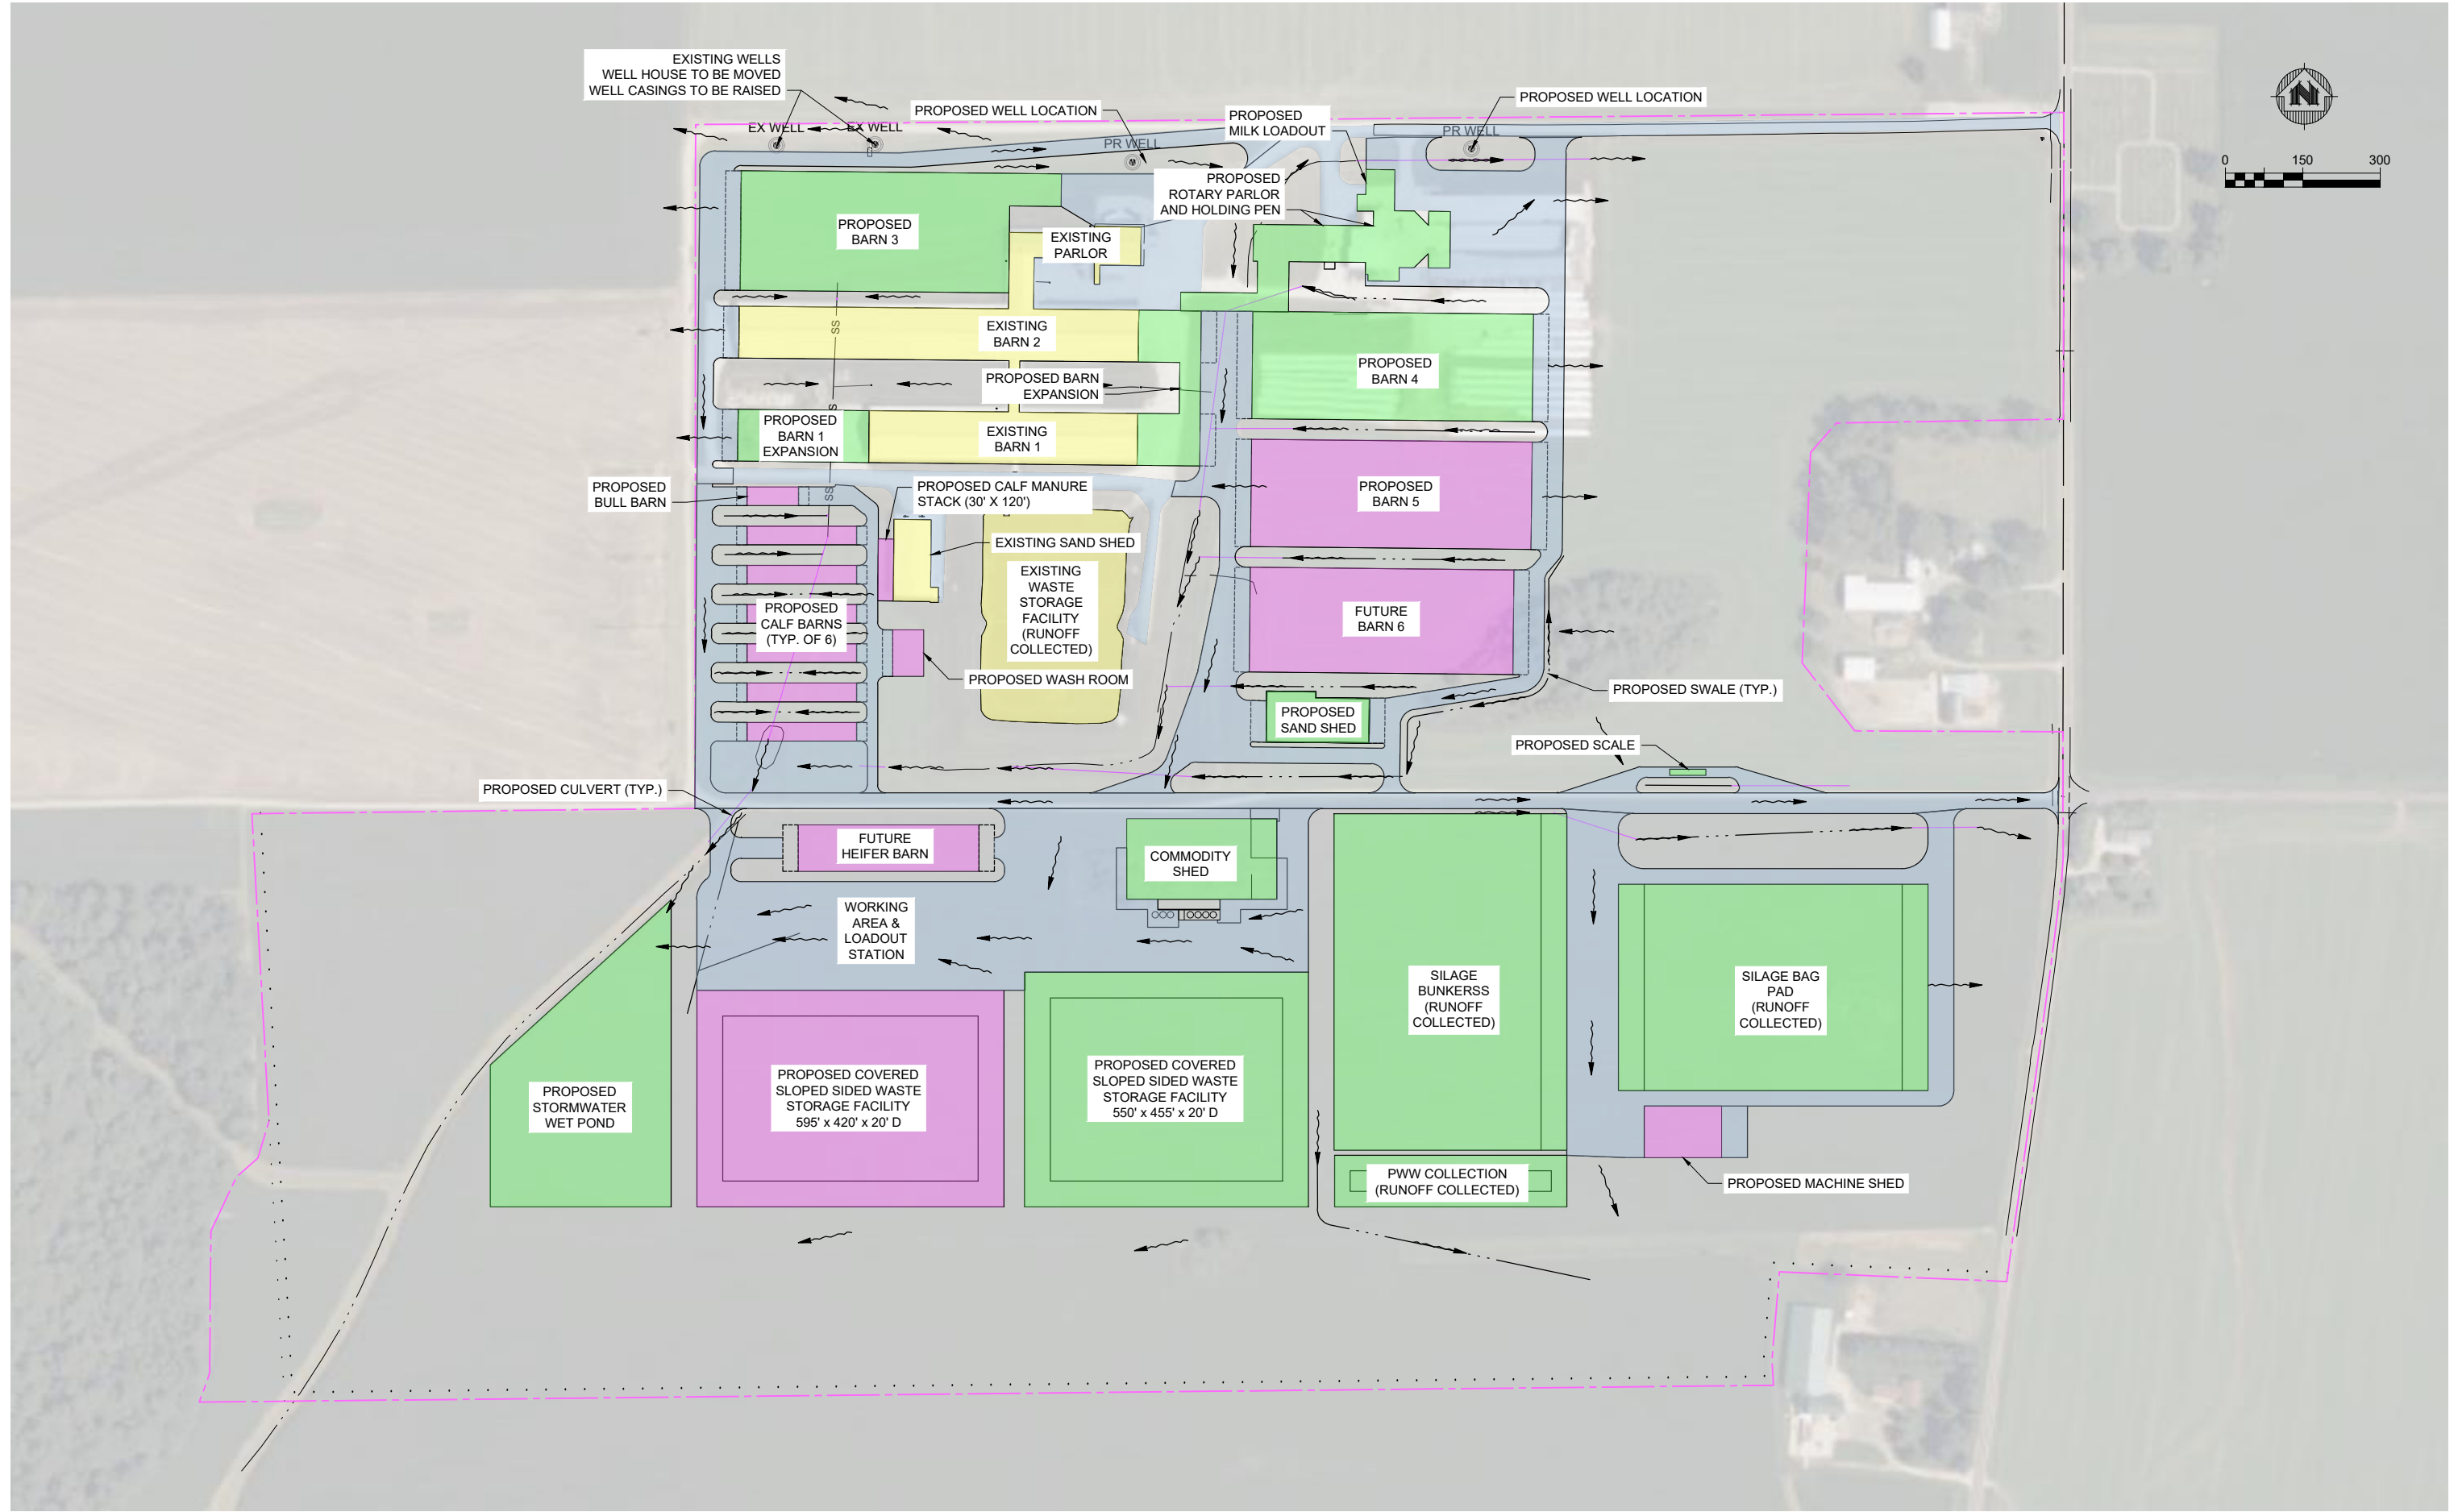 EXISTING WELLS
WELL HOUSE TO BE MOVED
WELL CASINGS TO BE RAISED
EX WELL
EX WELL
PROPOSED WELL LOCATION
PR WELL
PROPOSED
MILK LOADOUT
PROPOSED WELL LOCATION
PR WELL
N
0 150 300
PROPOSED
ROTARY PARLOR
AND HOLDING PEN
PROPOSED
BARN 3
EXISTING
PARLOR
SS
EXISTING
BARN 2
PROPOSED
BARN 4
PROPOSED BARN
EXPANSION
S
PROPOSED
BARN 1
EXPANSION
EXISTING
BARN 1
PROPOSED
BULL BARN
SS
PROPOSED CALF MANURE
STACK (30' X 120')
PROPOSED
BARN 5
EXISTING SAND SHED
EXISTING
WASTE
STORAGE
FACILITY
(RUNOFF
COLLECTED)
PROPOSED
CALF BARNS
(TYP. OF 6)
FUTURE
BARN 6
PROPOSED WASH ROOM
PROPOSED SWALE (TYP.)
PROPOSED
SAND SHED
PROPOSED SCALE
PROPOSED CULVERT (TYP.)
FUTURE
HEIFER BARN
COMMODITY
SHED
WORKING
AREA &
LOADOUT
STATION
SILAGE
BUNKERSS
(RUNOFF
COLLECTED)
SILAGE BAG
PAD
(RUNOFF
COLLECTED)
PROPOSED
STORMWATER
WET POND
PROPOSED COVERED
SLOPED SIDED WASTE
STORAGE FACILITY
595' x 420' x 20' D
PROPOSED COVERED
SLOPED SIDED WASTE
STORAGE FACILITY
550' x 455' x 20' D
PWW COLLECTION
(RUNOFF COLLECTED)
PROPOSED MACHINE SHED